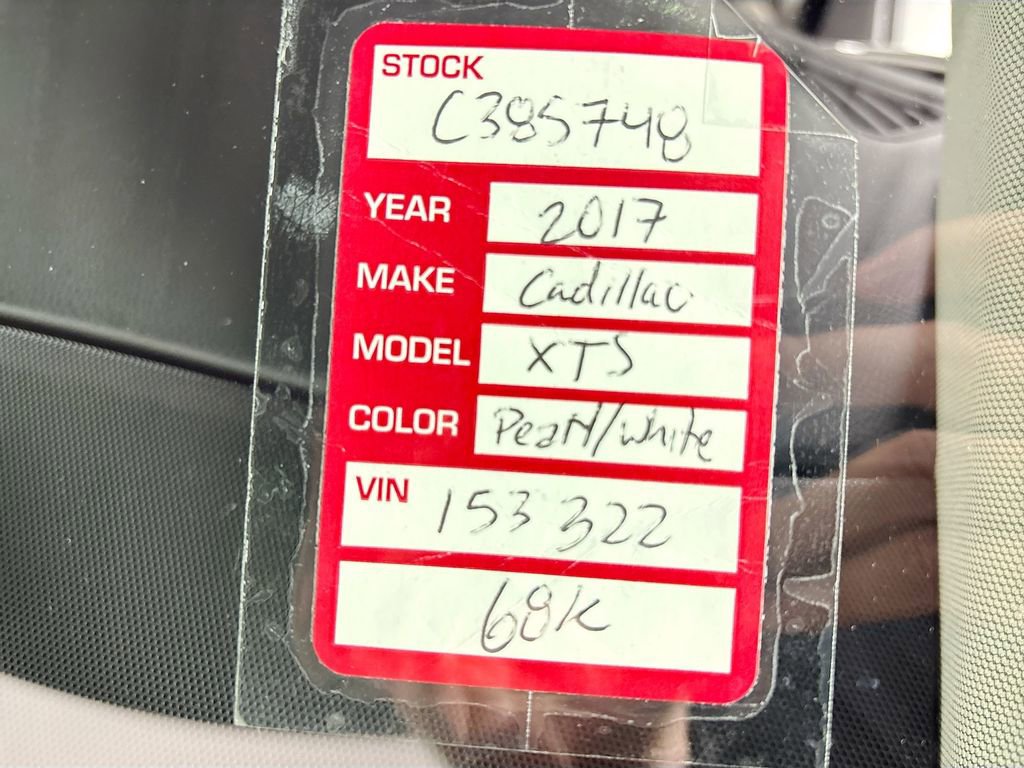 STOCK
C385748
YEAR 2017
MAKE Cadillac
MODEL XTS
COLOR Pearl/white
VIN 153322
68K